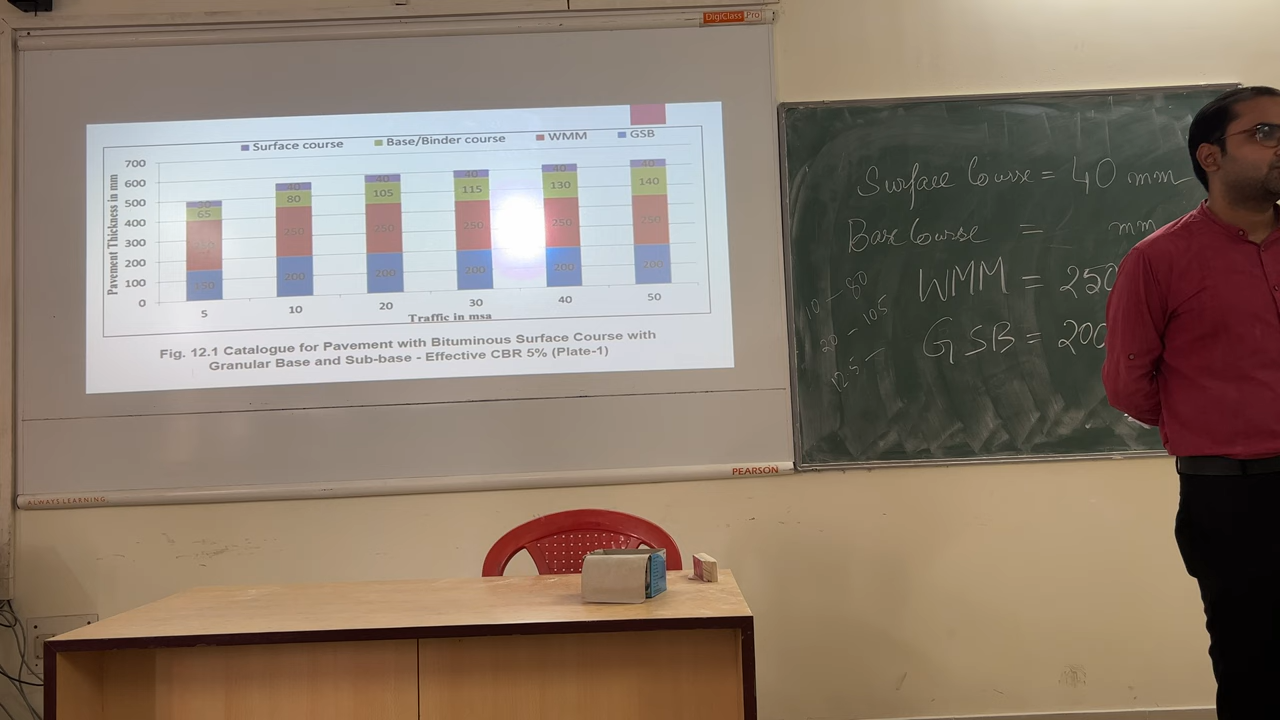 DigiClass Pro
Surface course Base/Binder course WMM GSB
Pavement Thickness in mm
700
600
500
400
300
200
100
0
65
150
40
80
250
200
40
105
250
200
40
115
250
200
40
130
250
200
40
140
250
200
5 10 20 30 40 50
Traffic in msa
Fig. 12.1 Catalogue for Pavement with Bituminous Surface Course with
Granular Base and Sub-base - Effective CBR 5% (Plate-1)
ALWAYS LEARNING
PEARSON
Surface Course = 40 mm
Base Course = mm
WMM = 250
GSB = 200
10 - 80
20 - 105
12.5 -